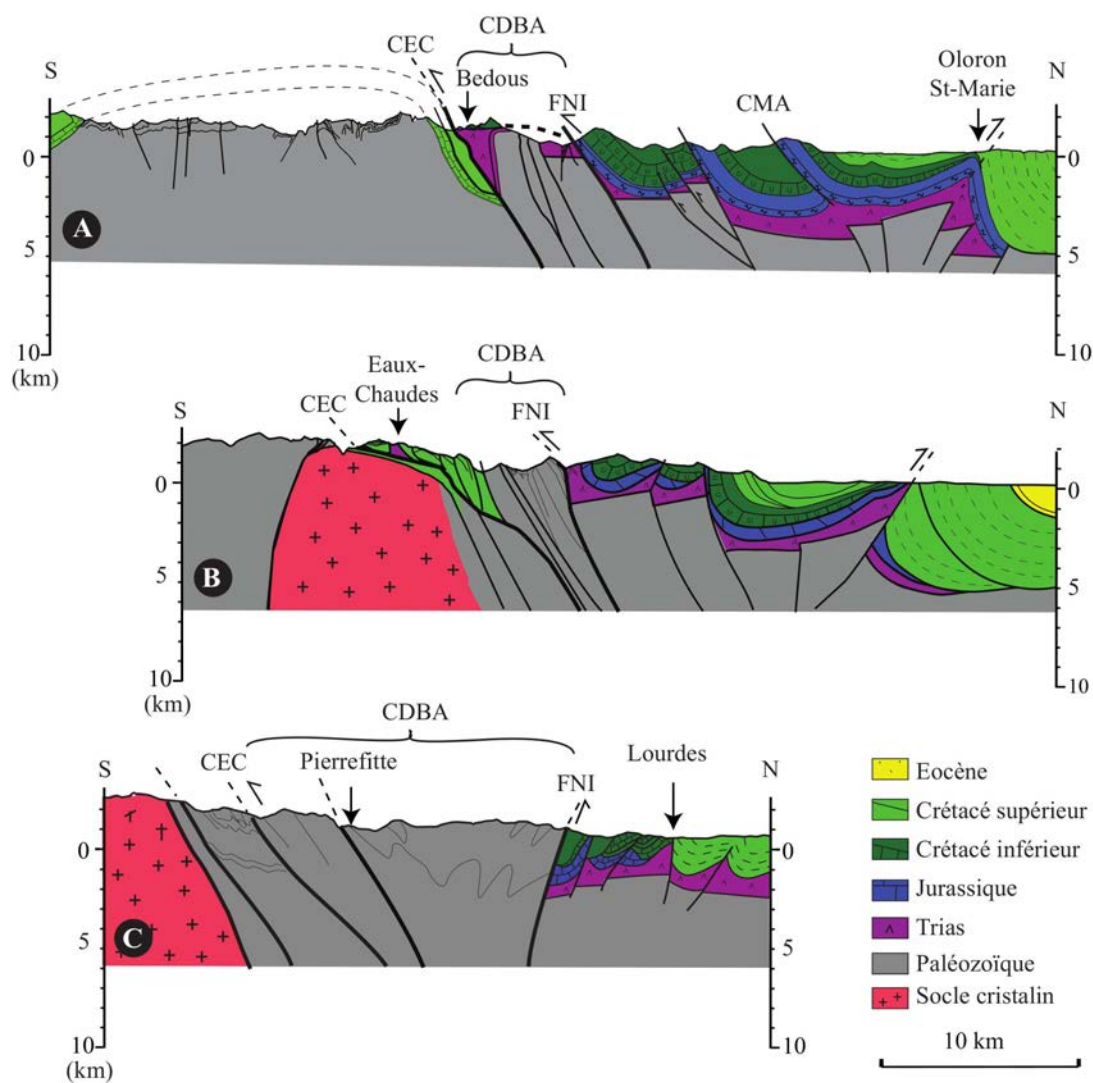 S
CEC
CDBA
Bedous
FNI
CMA
Oloron
St-Marie
N
0
5
10
(km)
A
0
5
10
S
CEC
Eaux-
Chaudes
CDBA
FNI
N
0
5
10
(km)
B
0
5
10
S
CEC
CDBA
Pierrefitte
FNI
Lourdes
N
0
5
10
(km)
C
0
5
10
Eocène
Crétacé supérieur
Crétacé inférieur
Jurassique
Trias
Paléozoïque
Socle cristalin
10 km